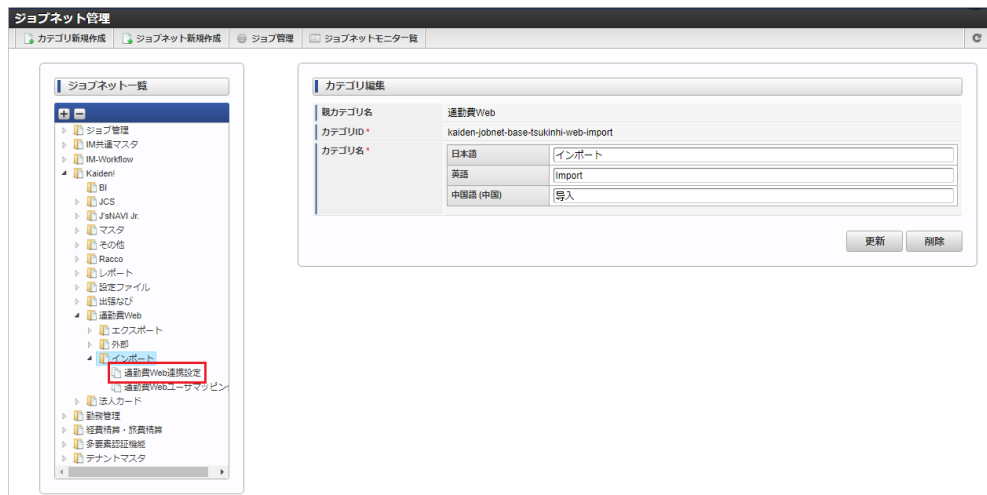 ジョブネット管理
カテゴリ新規作成 ジョブネット新規作成 ジョブ管理 ジョブネットモニタ一覧
ジョブネット一覧
ジョブ管理
IM共通マスタ
IM-Workflow
Kaiden!
BI
JCS
J'sNAVI Jr.
マスタ
その他
Racco
レポート
設定ファイル
出張なび
通勤費Web
エクスポート
外部
インポート
通勤費Web連携設定
通勤費Webユーザマッピン
法人カード
勤務管理
経費精算・旅費精算
多要素認証機能
テナントマスタ
カテゴリ編集
親カテゴリ名 通勤費Web
カテゴリID * kaiden-jobnet-base-tsukinhi-web-import
カテゴリ名 * 日本語 インポート
英語 Import
中国語 (中国) 导入
更新 削除